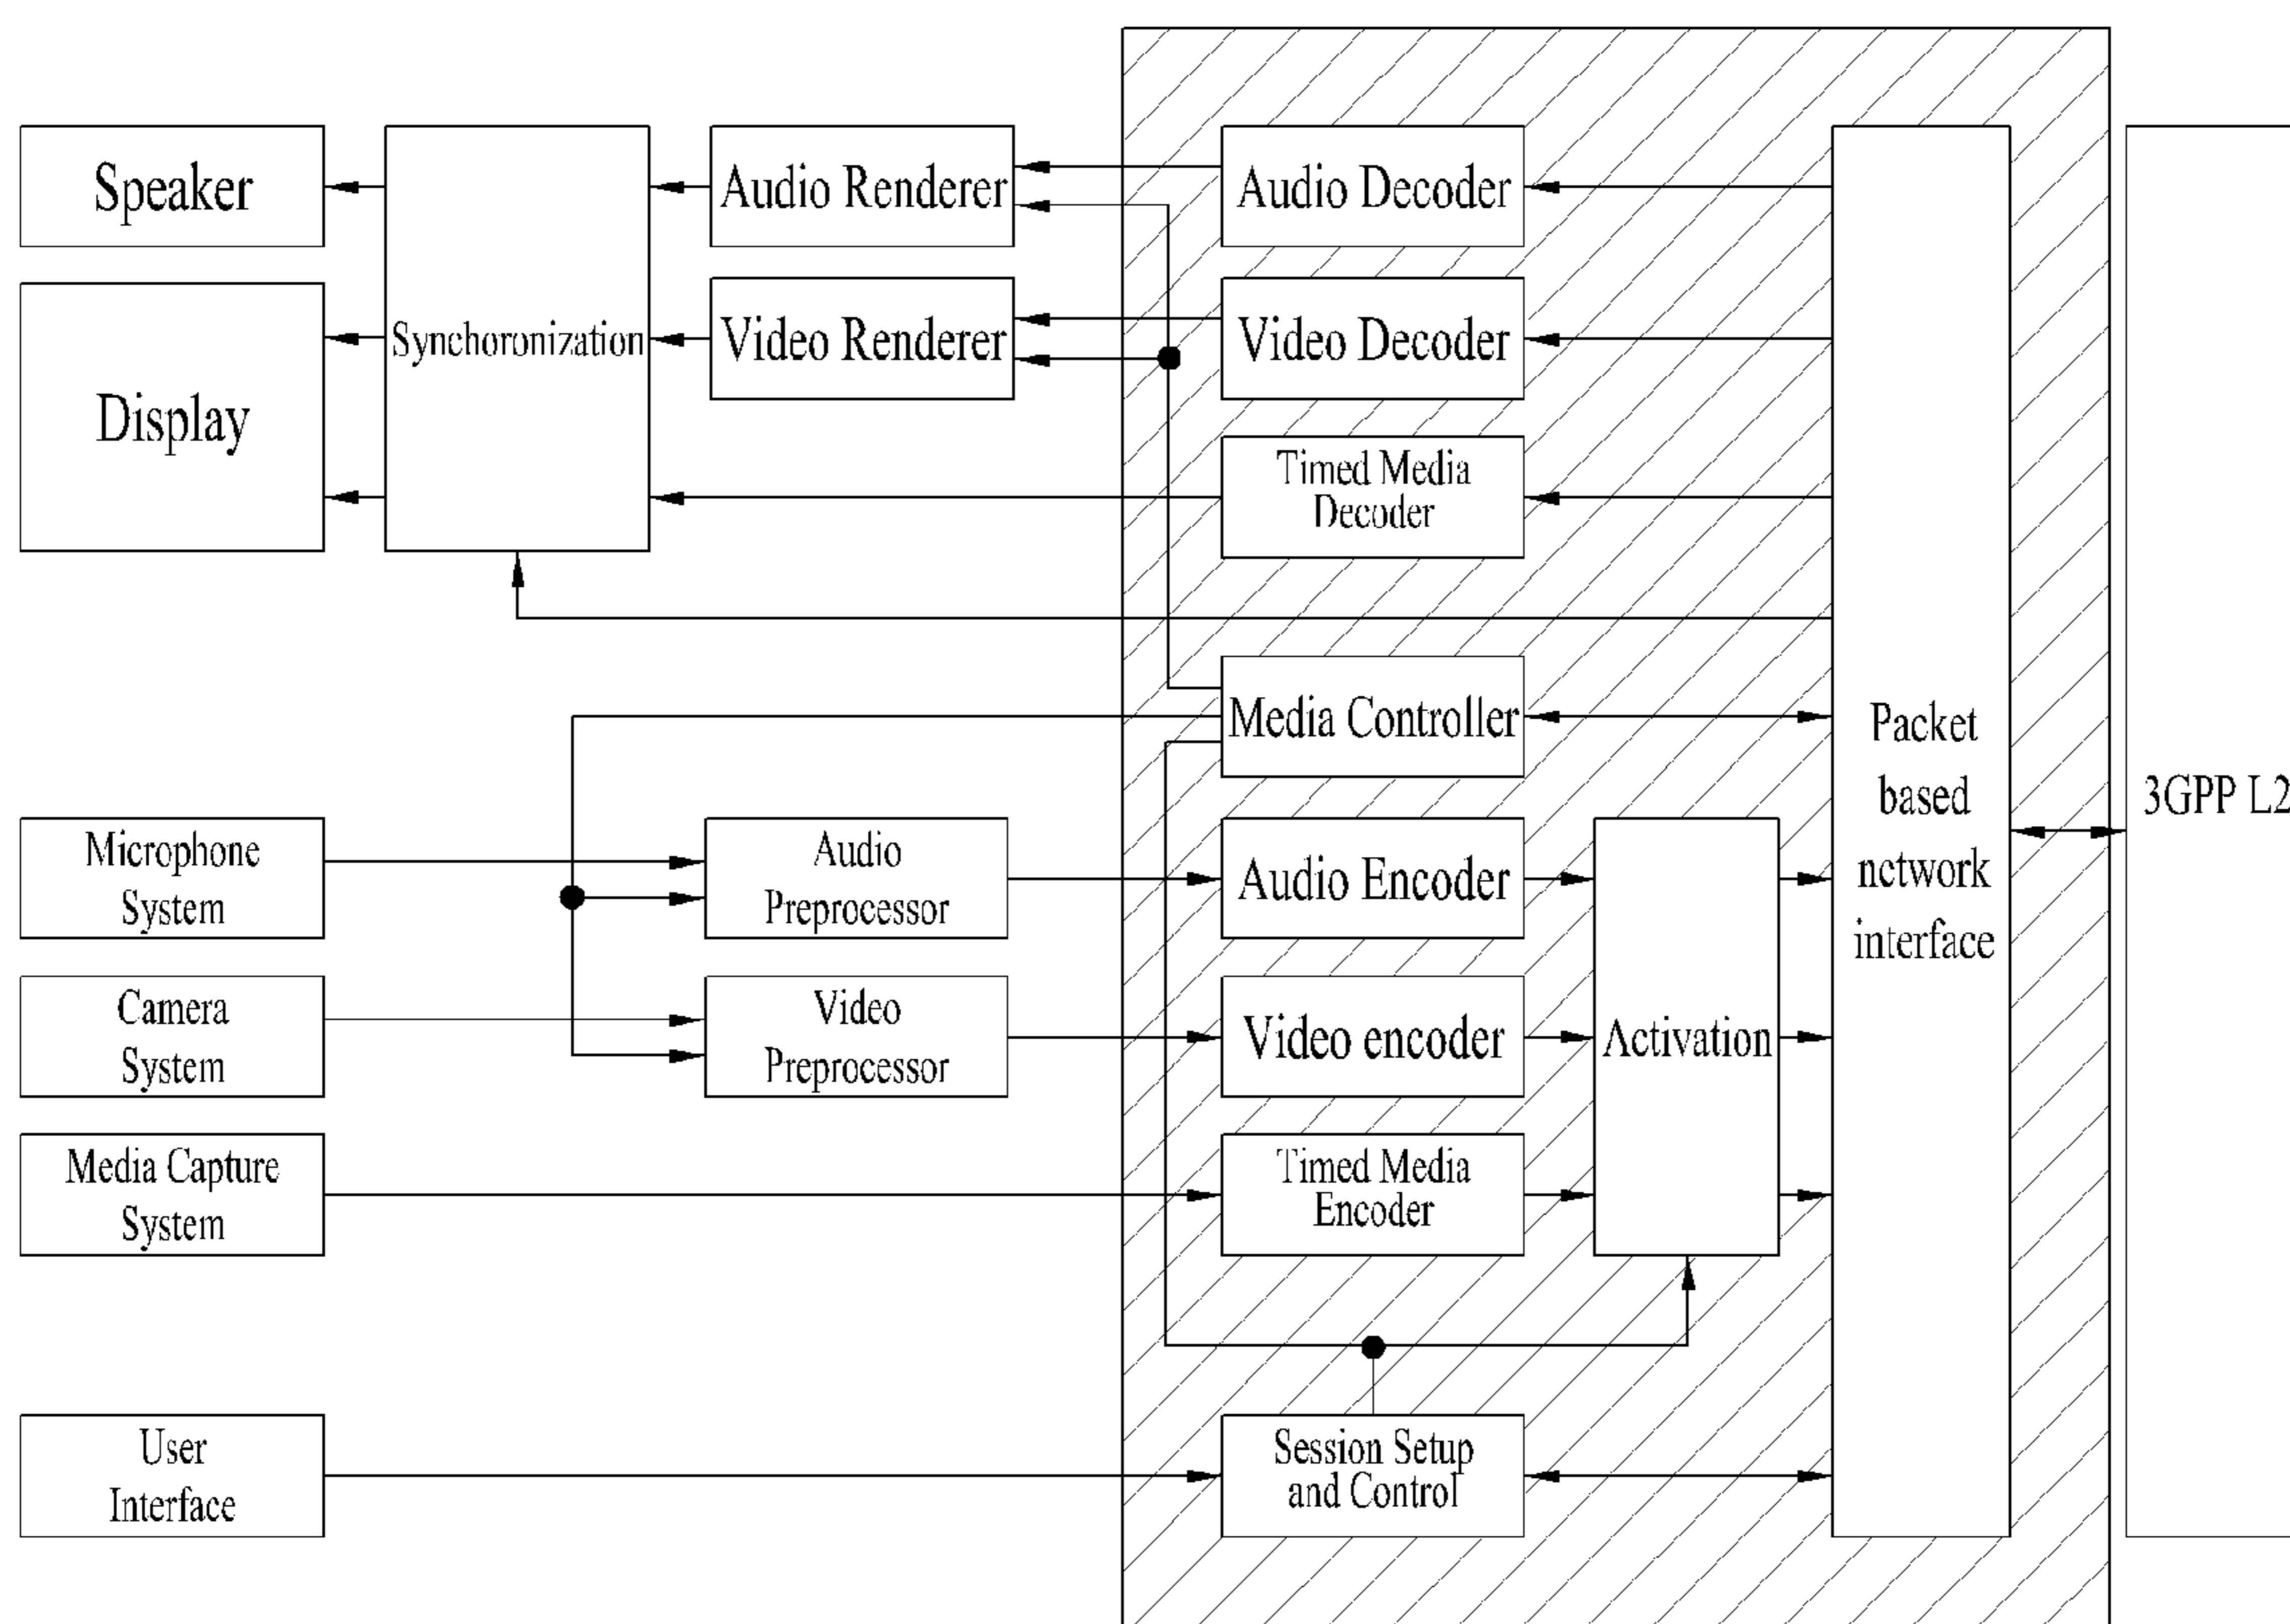 Speaker
Synchoronization
Audio Renderer
Audio Decoder
Display
Video Renderer
Video Decoder
Timed Media
Decoder
Media Controller
Packet
based
nctwork
interface
3GPP L2
Microphone
System
Audio
Preprocessor
Audio Encoder
Camera
System
Video
Preprocessor
Video encoder
Activation
Media Capture
System
Timed Media
Encoder
User
Interface
Session Setup
and Control